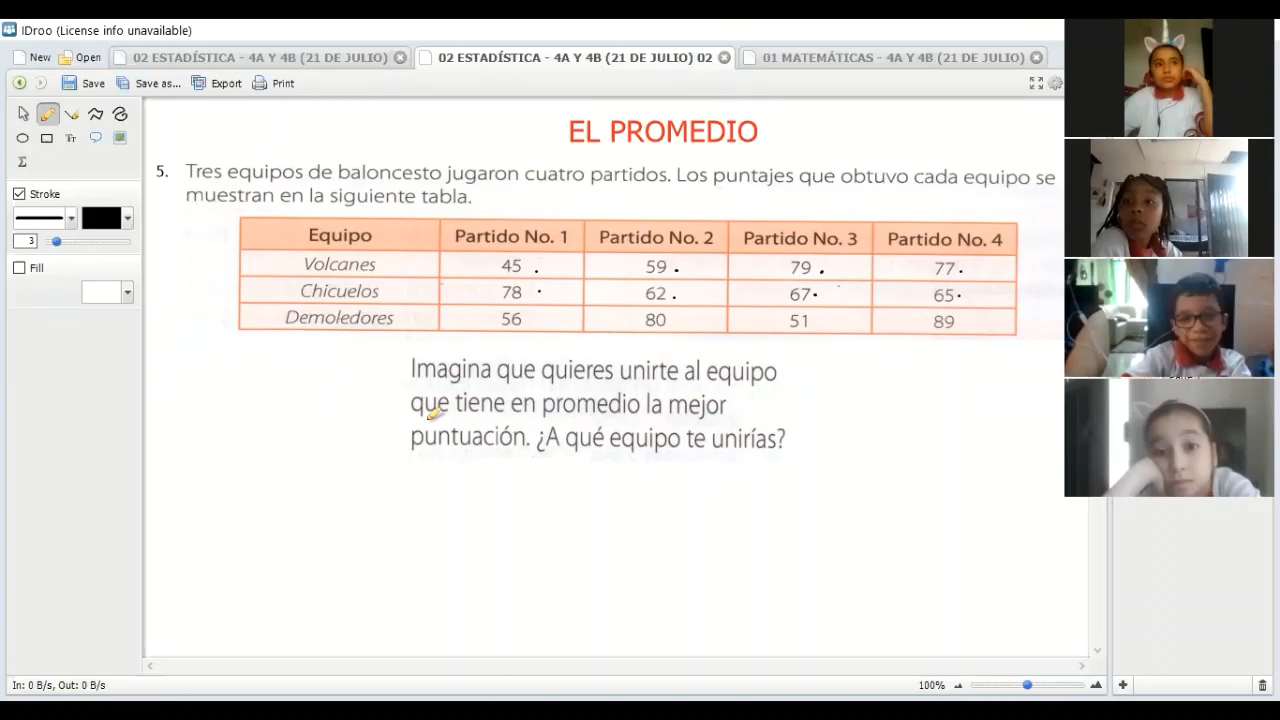 IDroo (License info unavailable)
New Open 02 ESTADÍSTICA - 4A Y 4B (21 DE JULIO) 02 ESTADÍSTICA - 4A Y 4B (21 DE JULIO) 02 01 MATEMÁTICAS - 4A Y 4B (21 DE JULIO)
Save Save as... Export Print
Tт
Σ
Stroke
3
Fill
EL PROMEDIO
5. Tres equipos de baloncesto jugaron cuatro partidos. Los puntajes que obtuvo cada equipo se
muestran en la siguiente tabla.
Equipo Partido No. 1 Partido No. 2 Partido No. 3 Partido No. 4
Volcanes 45 59 79 77
Chicuelos 78 62 67 65
Demoledores 56 80 51 89
Imagina que quieres unirte al equipo
que tiene en promedio la mejor
puntuación. ¿A qué equipo te unirías?
In: 0 B/s, Out: 0 B/s 100%